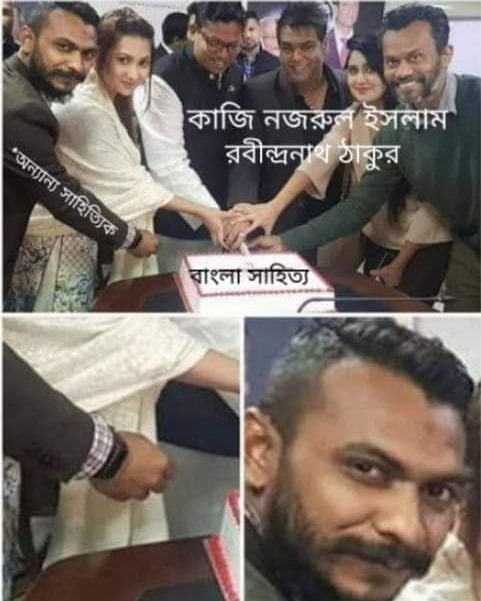 কাজি নজরুল ইসলাম
রবীন্দ্রনাথ ঠাকুর
*অন্যান্য সাহিত্যিক
বাংলা সাহিত্য